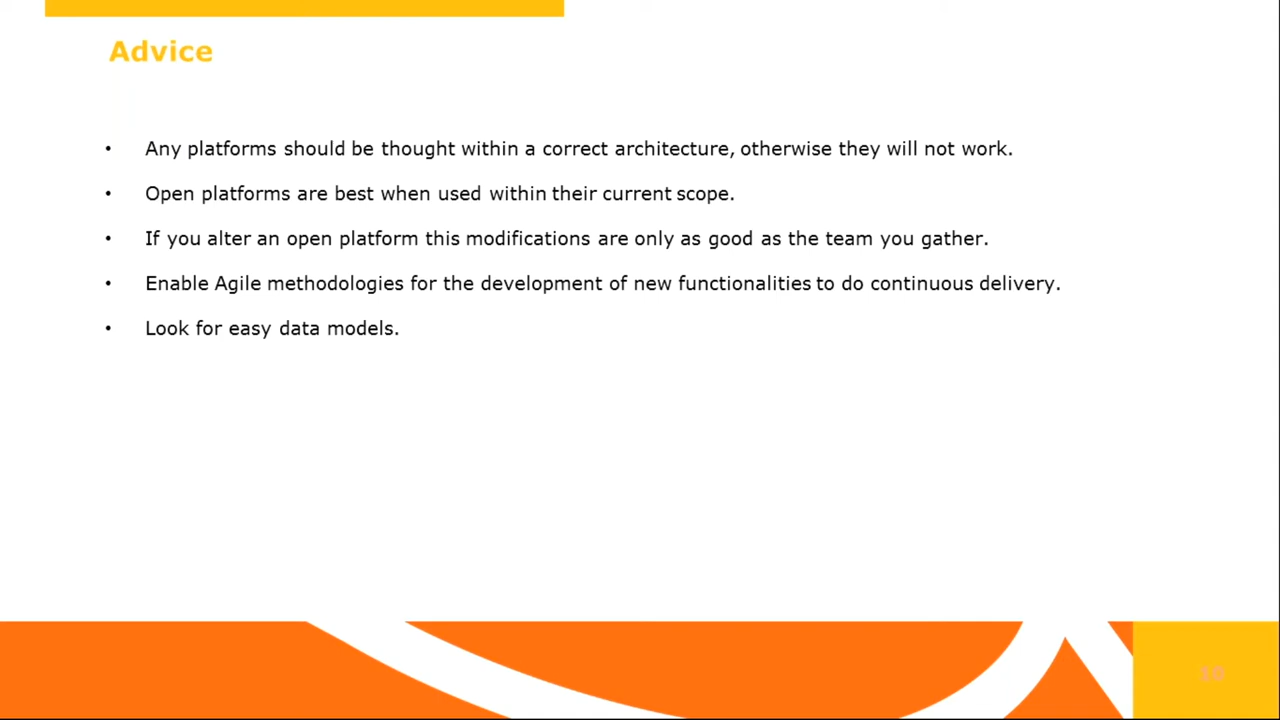 Advice
• Any platforms should be thought within a correct architecture, otherwise they will not work.
• Open platforms are best when used within their current scope.
• If you alter an open platform this modifications are only as good as the team you gather.
• Enable Agile methodologies for the development of new functionalities to do continuous delivery.
• Look for easy data models.